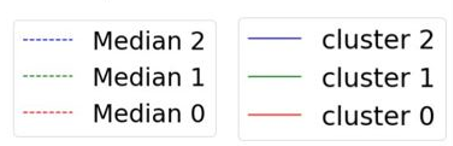 Median 2
Median 1
Median 0
cluster 2
cluster 1
cluster 0